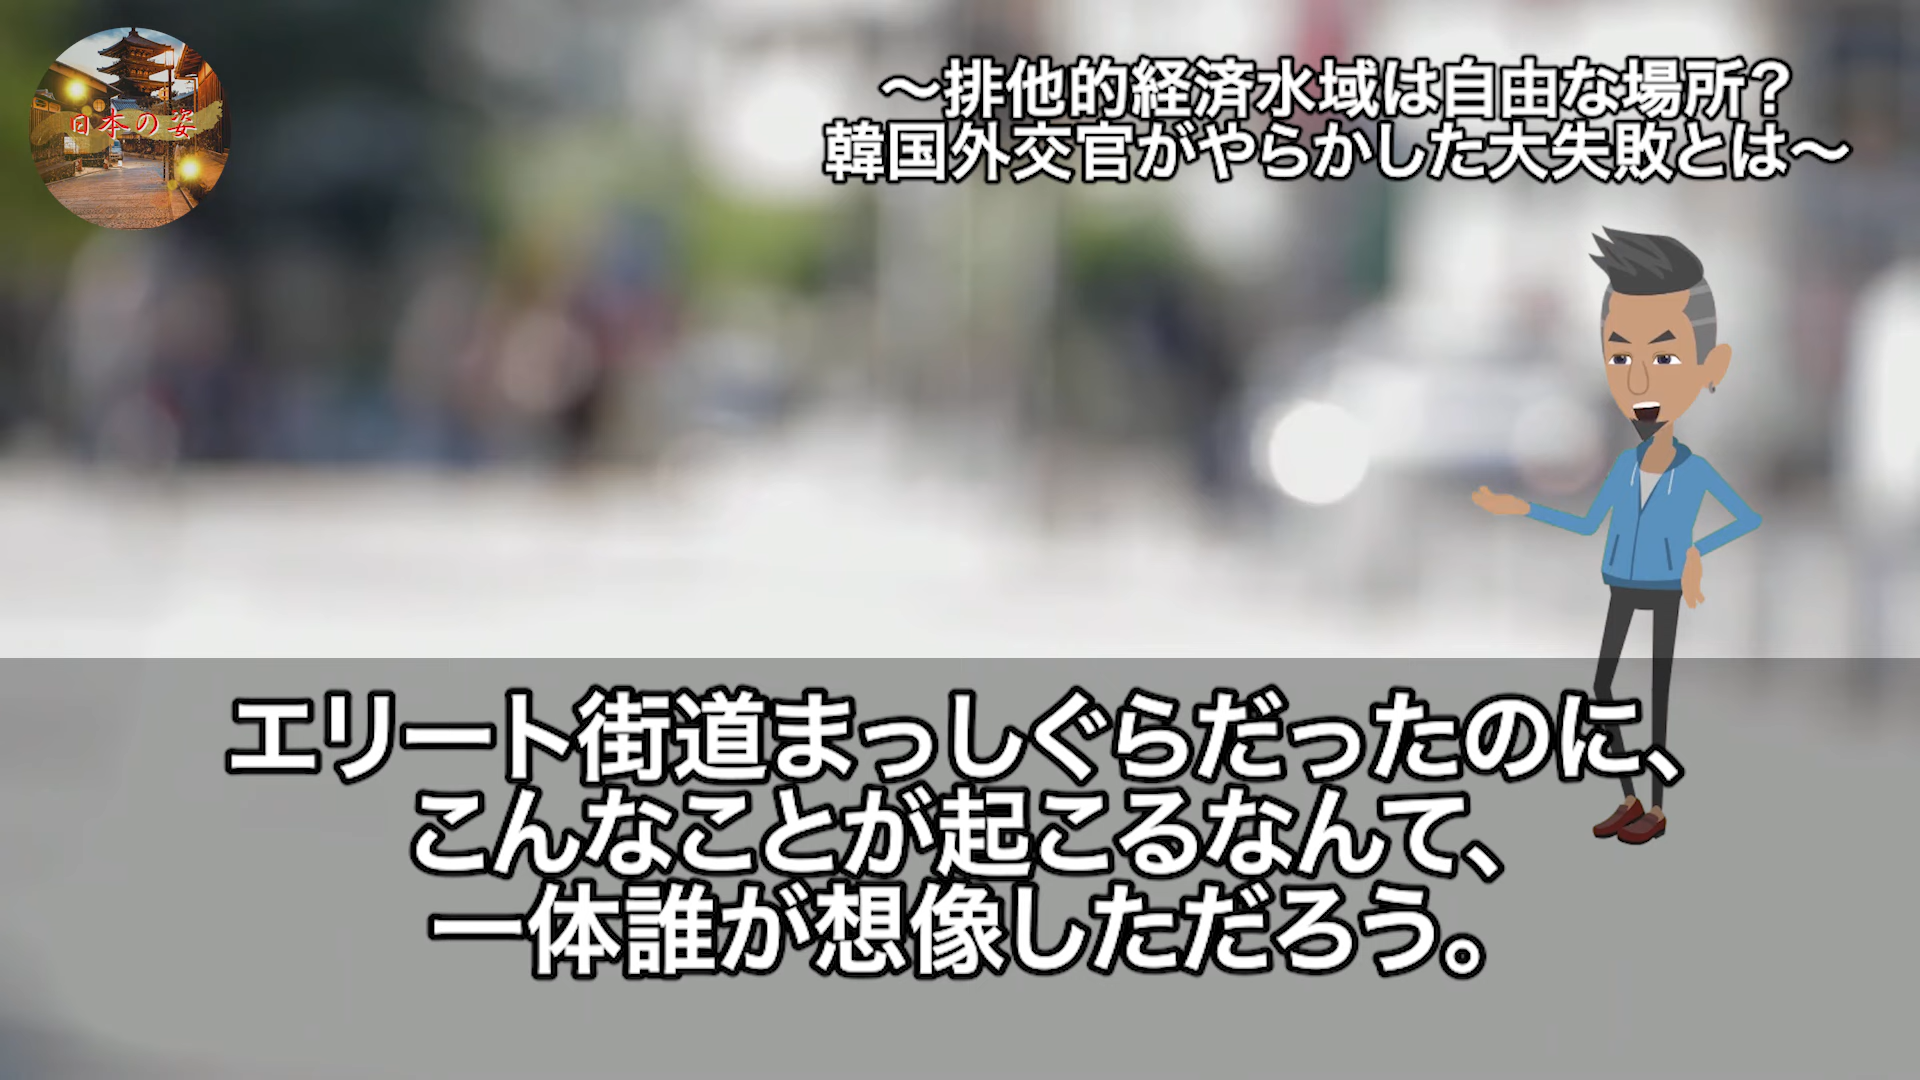 日本の姿
～排他的経済水域は自由な場所？
韓国外交官がやらかした大失敗とは～
エリート街道まっしぐらだったのに、
こんなことが起こるなんて、
一体誰が想像しただろう。